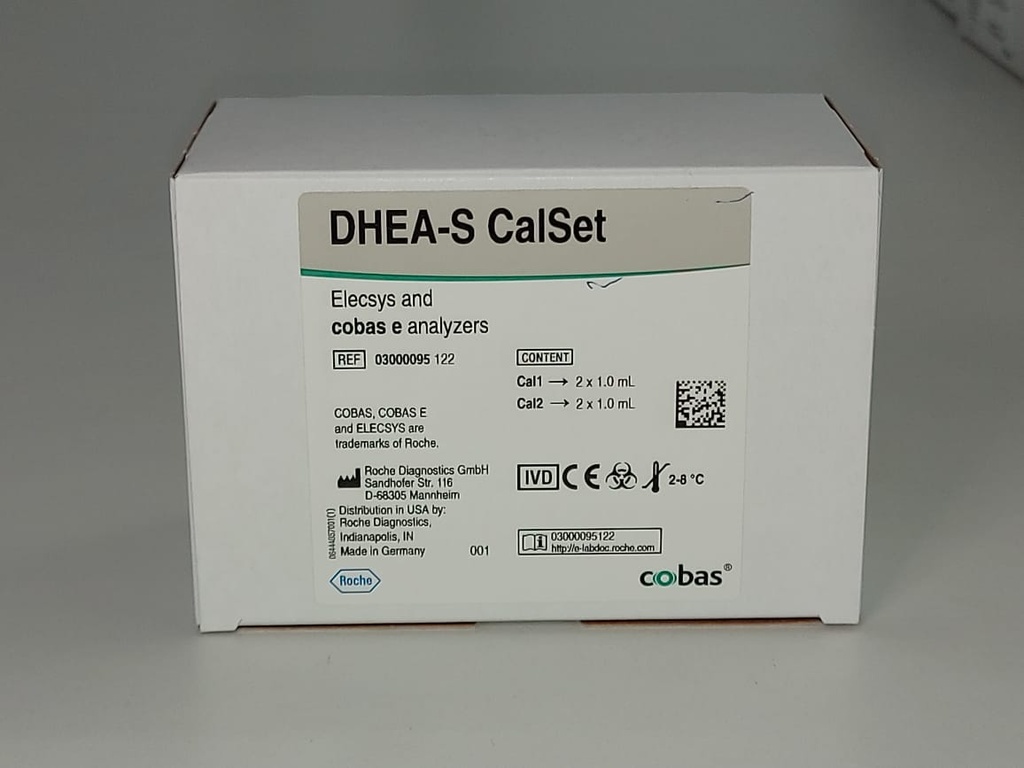 DHEA-S CalSet
Elecsys and
cobas e analyzers
REF 03000095 122
CONTENT
Cal1 → 2 x 1.0 mL
Cal2 → 2 x 1.0 mL
COBAS, COBAS E
and ELECSYS are
trademarks of Roche.
Roche Diagnostics GmbH
Sandhofer Str. 116
D-68305 Mannheim
Distribution in USA by:
Roche Diagnostics,
Indianapolis, IN
Made in Germany
001
Roche
IVD CE 2-8 °C
03000095122
http://e-labdoc.roche.com
cobas®